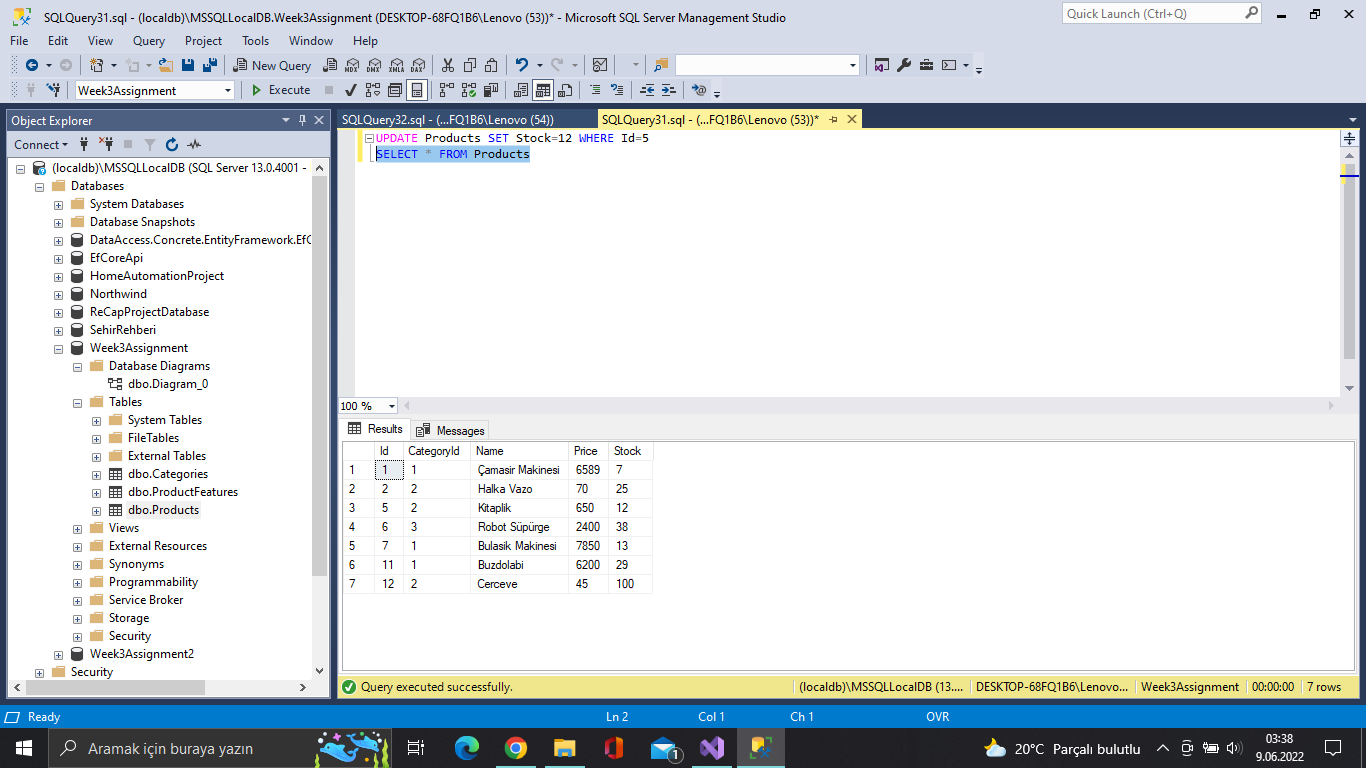 SQLQuery31.sql - (localdb)\MSSQLLocalDB.Week3Assignment (DESKTOP-68FQ1B6\Lenovo (53))* - Microsoft SQL Server Management Studio
Quick Launch (Ctrl+Q)
File Edit View Query Project Tools Window Help
New Query MDX DMX XMLA DAX
Week3Assignment Execute
Object Explorer
Connect
(localdb)\MSSQLLocalDB (SQL Server 13.0.4001 -
Databases
System Databases
Database Snapshots
DataAccess.Concrete.EntityFramework.EfC
EfCoreApi
HomeAutomationProject
Northwind
ReCapProjectDatabase
SehirRehberi
Week3Assignment
Database Diagrams
dbo.Diagram_0
Tables
System Tables
FileTables
External Tables
dbo.Categories
dbo.ProductFeatures
dbo.Products
Views
External Resources
Synonyms
Programmability
Service Broker
Storage
Security
Week3Assignment2
Security
SQLQuery32.sql - (...FQ1B6\Lenovo (54)) SQLQuery31.sql - (...FQ1B6\Lenovo (53))*
UPDATE Products SET Stock=12 WHERE Id=5
SELECT * FROM Products
100 %
Results Messages
Id CategoryId Name Price Stock
1 1 1 Çamasir Makinesi 6589 7
2 2 2 Halka Vazo 70 25
3 5 2 Kitaplik 650 12
4 6 3 Robot Süpürge 2400 38
5 7 1 Bulasik Makinesi 7850 13
6 11 1 Buzdolabi 6200 29
7 12 2 Cerceve 45 100
Query executed successfully. (localdb)\MSSQLLocalDB (13.... DESKTOP-68FQ1B6\Lenovo... Week3Assignment 00:00:00 7 rows
Ready Ln 2 Col 1 Ch 1 OVR
Aramak için buraya yazın 1 20°C Parçalı bulutlu 03:38
9.06.2022